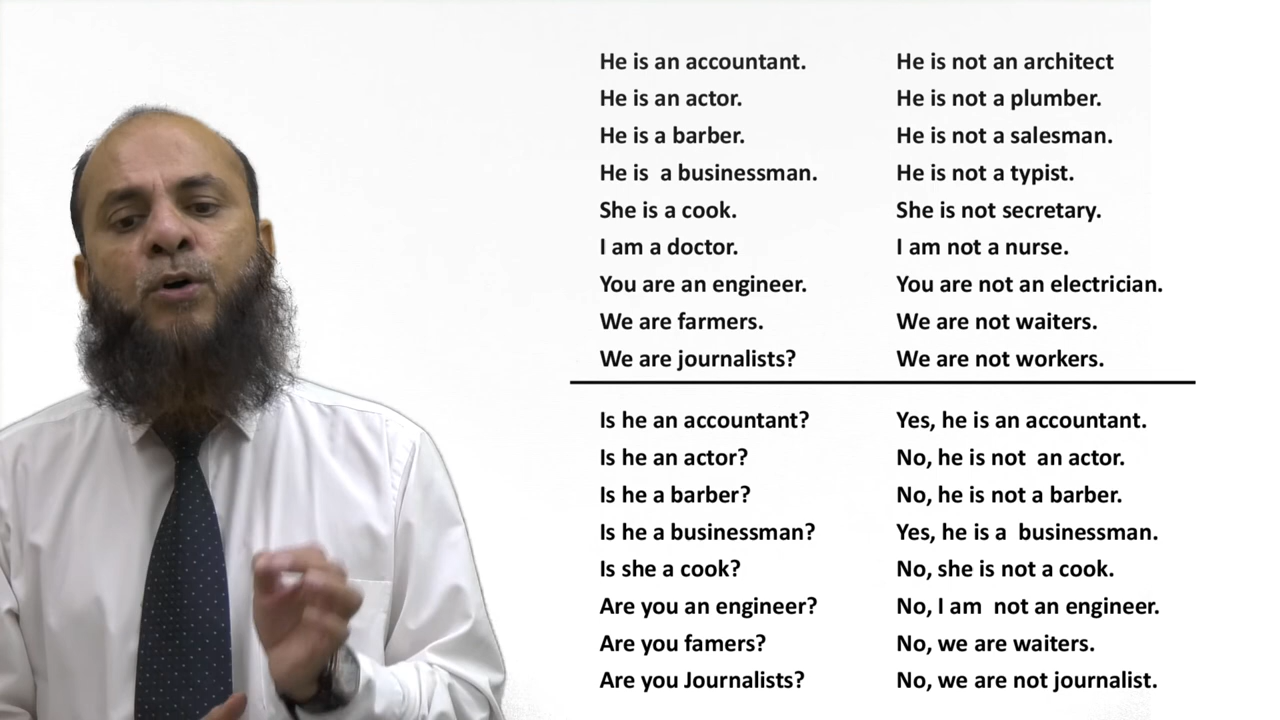 He is an accountant. He is not an architect
He is an actor. He is not a plumber.
He is a barber. He is not a salesman.
He is a businessman. He is not a typist.
She is a cook. She is not secretary.
I am a doctor. I am not a nurse.
You are an engineer. You are not an electrician.
We are farmers. We are not waiters.
We are journalists? We are not workers.
Is he an accountant? Yes, he is an accountant.
Is he an actor? No, he is not an actor.
Is he a barber? No, he is not a barber.
Is he a businessman? Yes, he is a businessman.
Is she a cook? No, she is not a cook.
Are you an engineer? No, I am not an engineer.
Are you famers? No, we are waiters.
Are you Journalists? No, we are not journalist.